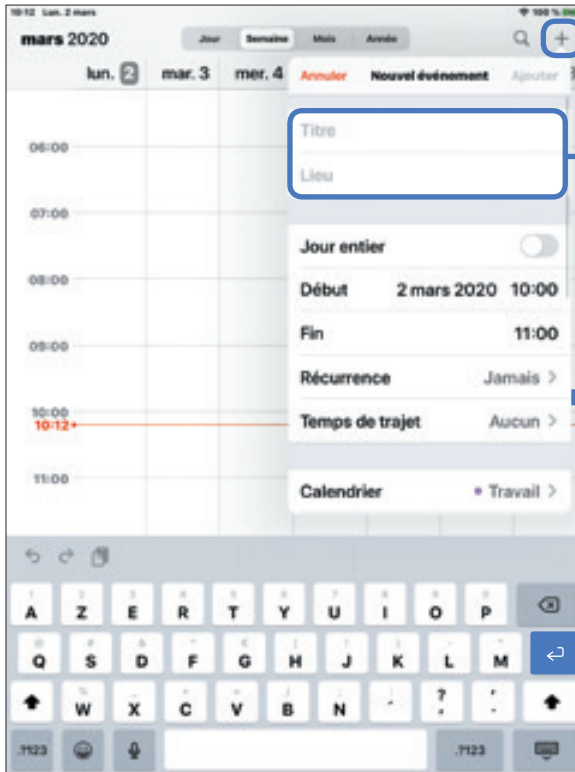 10:12 Lun. 2 mars 100 %
mars 2020 Jour Semaine Mois Année
lun. 2 mar. 3 mer. 4
Annuler Nouvel événement Ajouter
Titre
Lieu
06:00
07:00
08:00
09:00
10:00
10:12
11:00
Jour entier
Début 2 mars 2020 10:00
Fin 11:00
Récurrence Jamais >
Temps de trajet Aucun >
Calendrier • Travail >
A Z E R T Y U I O P
Q S D F G H J K L M
W X C V B N ? .
.?123 .?123